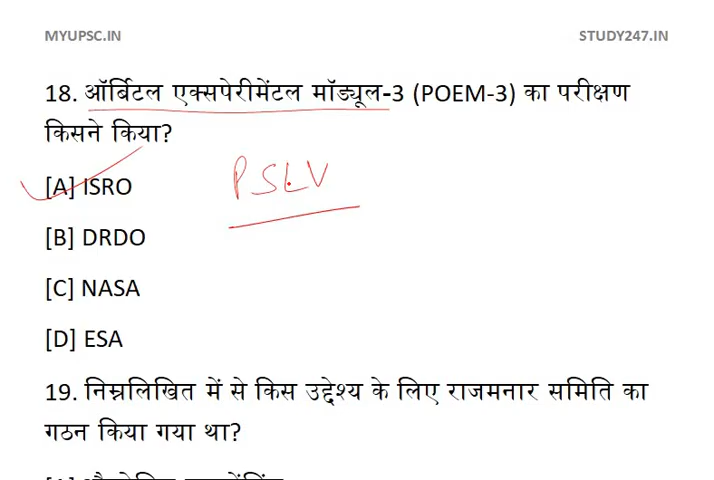 MYUPSC.IN STUDY247.IN
18. ऑर्बिटल एक्सपेरीमेंटल मॉड्यूल-3 (POEM-3) का परीक्षण
किसने किया?
[A] ISRO
PSLV
[B] DRDO
[C] NASA
[D] ESA
19. निम्नलिखित में से किस उद्देश्य के लिए राजमनार समिति का
गठन किया गया था?